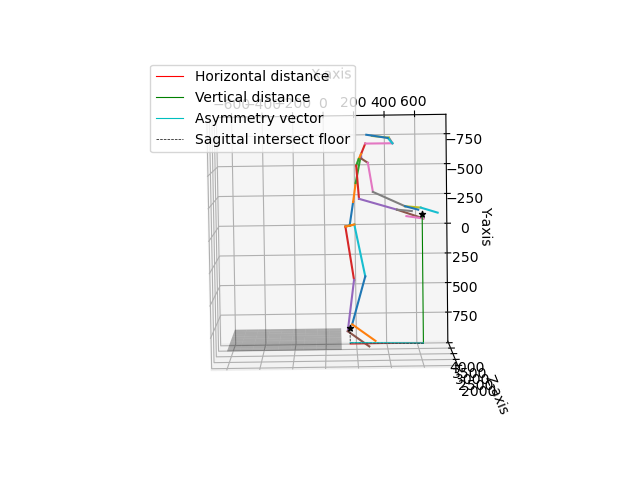 X-axis
−600 −400 −200 0 200 400 600
Horizontal distance
Vertical distance
Asymmetry vector
Sagittal intersect floor
−750
−500
−250
0
250
500
750
Y-axis
4000
3500
3000
2500
2000
Z-axis